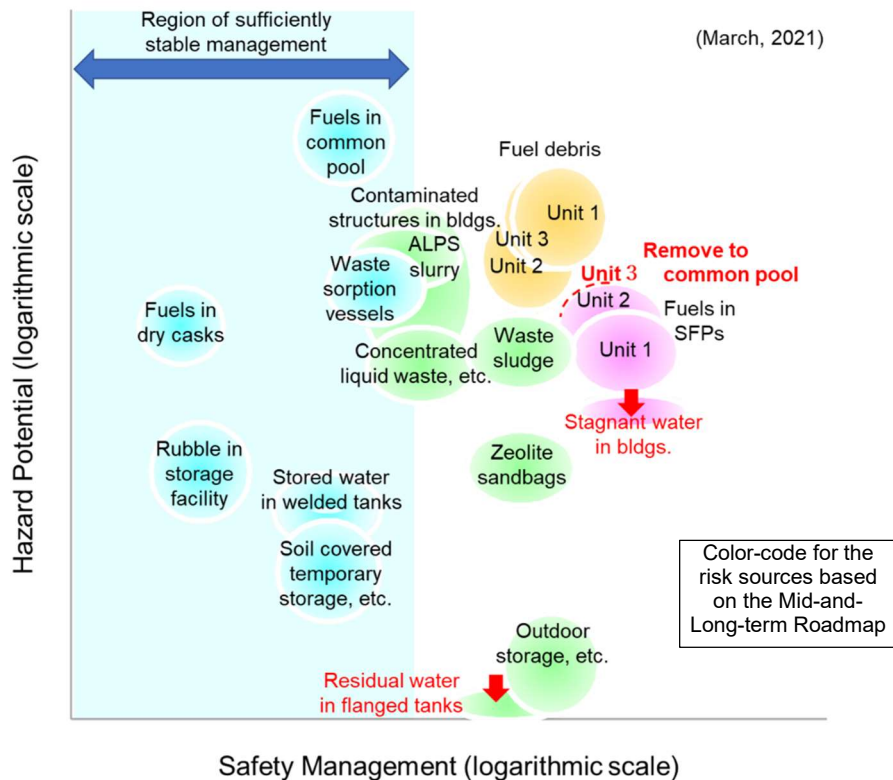 Region of sufficiently
stable management
(March, 2021)
Fuels in
common
pool
Fuel debris
Unit 1
Unit 3
Unit 2
Contaminated
structures in bldgs.
ALPS
slurry
Waste
sorption
vessels
Remove to
common pool
Unit 3
Unit 2
Unit 1
Fuels in
SFPs
Fuels in
dry casks
Concentrated
liquid waste, etc.
Waste
sludge
Stagnant water
in bldgs.
Rubble in
storage
facility
Zeolite
sandbags
Stored water
in welded tanks
Soil covered
temporary
storage, etc.
Color-code for the
risk sources based
on the Mid-and-
Long-term Roadmap
Outdoor
storage, etc.
Residual water
in flanged tanks
Hazard Potential (logarithmic scale)
Safety Management (logarithmic scale)